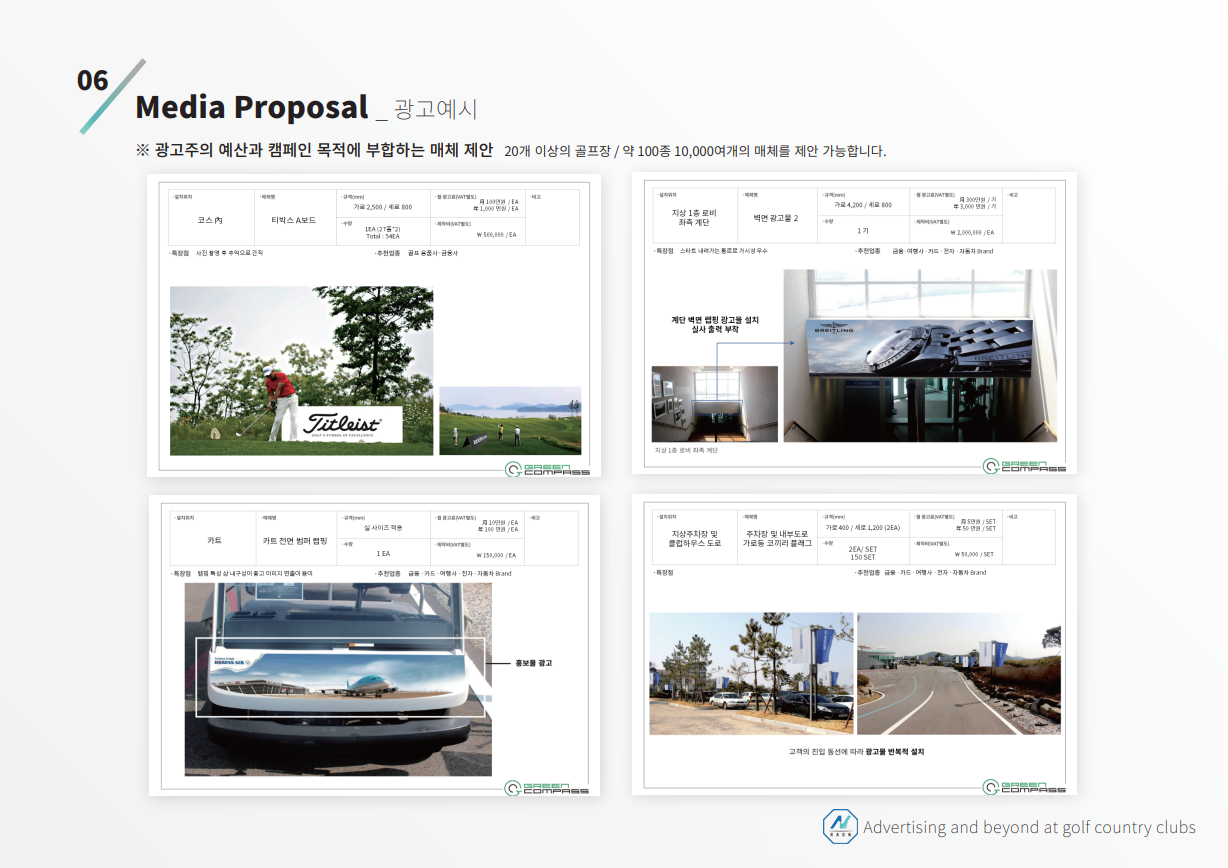 06
Media Proposal _ 광고예시
※ 광고주의 예산과 캠페인 목적에 부합하는 매체 제안 20개 이상의 골프장 / 약 100종 10,000여개의 매체를 제안 가능합니다.
·설치위치
코스 內
·매체명
티박스 A보드
·규격(mm)
가로 2,500 / 세로 800
·수량
1EA (27홀*2)
Total : 54EA
·월 광고료(VAT별도)
月 100만원 / EA
年 1,000 만원 / EA
·제작비(VAT별도)
₩ 500,000 / EA
·비고
·특장점 사진 촬영 후 추억으로 간직
·추천업종 골프 용품사 · 금융사
Titleist
GOLF'S SYMBOL OF EXCELLENCE
GREEN COMPASS
·설치위치
지상 1층 로비
좌측 계단
·매체명
벽면 광고물 2
·규격(mm)
가로 4,200 / 세로 800
·수량
1 기
·월 광고료(VAT별도)
月 300만원 / 기
年 3,000 만원 / 기
·제작비(VAT별도)
₩ 2,000,000 / EA
·비고
·특장점 스타트 내려가는 통로로 가시성 우수
·추천업종 금융 · 여행사 · 카드 · 전자 · 자동차 Brand
계단 벽면 랩핑 광고물 설치
실사 출력 부착
BREITLING
BREITLING
지상 1층 로비 좌측 계단
GREEN COMPASS
·설치위치
카트
·매체명
카트 전면 범퍼 랩핑
·규격(mm)
실 사이즈 적용
·수량
1 EA
·월 광고료(VAT별도)
月 10만원 / EA
年 100 만원 / EA
·제작비(VAT별도)
₩ 150,000 / EA
·비고
·특장점 랩핑 특성 상 내구성이 좋고 이미지 연출이 용이
·추천업종 금융 · 카드 · 여행사 · 전자 · 자동차 Brand
KOREAN AIR
홍보물 광고
GREEN COMPASS
·설치위치
지상주차장 및
클럽하우스 도로
·매체명
주차장 및 내부도로
가로등 코끼리 플래그
·규격(mm)
가로 400 / 세로 1,200 (2EA)
·수량
2EA/ SET
150 SET
·월 광고료(VAT별도)
月 5만원 / SET
年 50 만원 / SET
·제작비(VAT별도)
₩ 50,000 / SET
·비고
·특장점
·추천업종 금융 · 카드 · 여행사 · 전자 · 자동차 Brand
고객의 진입 동선에 따라 광고물 반복적 설치
GREEN COMPASS
Advertising and beyond at golf country clubs